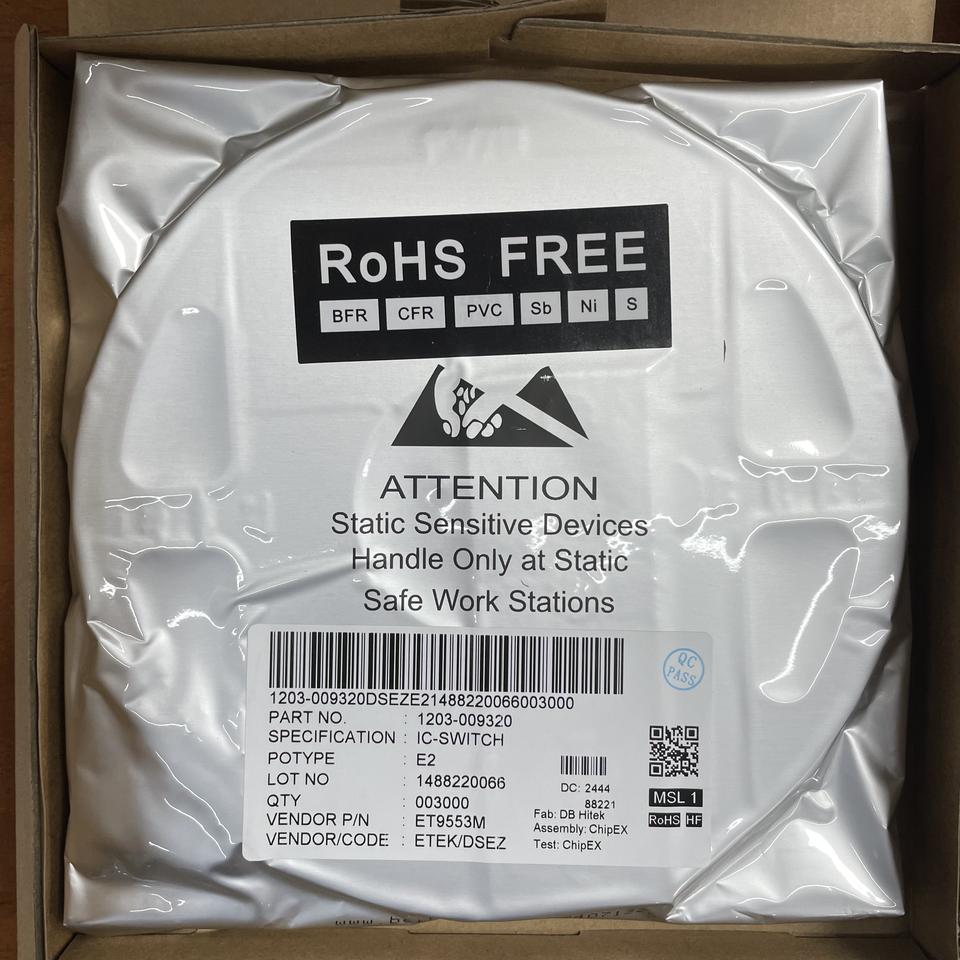 RoHS FREE
BFR CFR PVC Sb Ni S
ATTENTION
Static Sensitive Devices
Handle Only at Static
Safe Work Stations
QC
PASS
1203-009320DSEZE21488220066003000
PART NO. : 1203-009320
SPECIFICATION : IC-SWITCH
POTYPE : E2
LOT NO : 1488220066
QTY : 003000
VENDOR P/N : ET9553M
VENDOR/CODE : ETEK/DSEZ
DC: 2444
88221
Fab: DB Hitek
Assembly: ChipEX
Test: ChipEX
MSL 1
RoHS HF